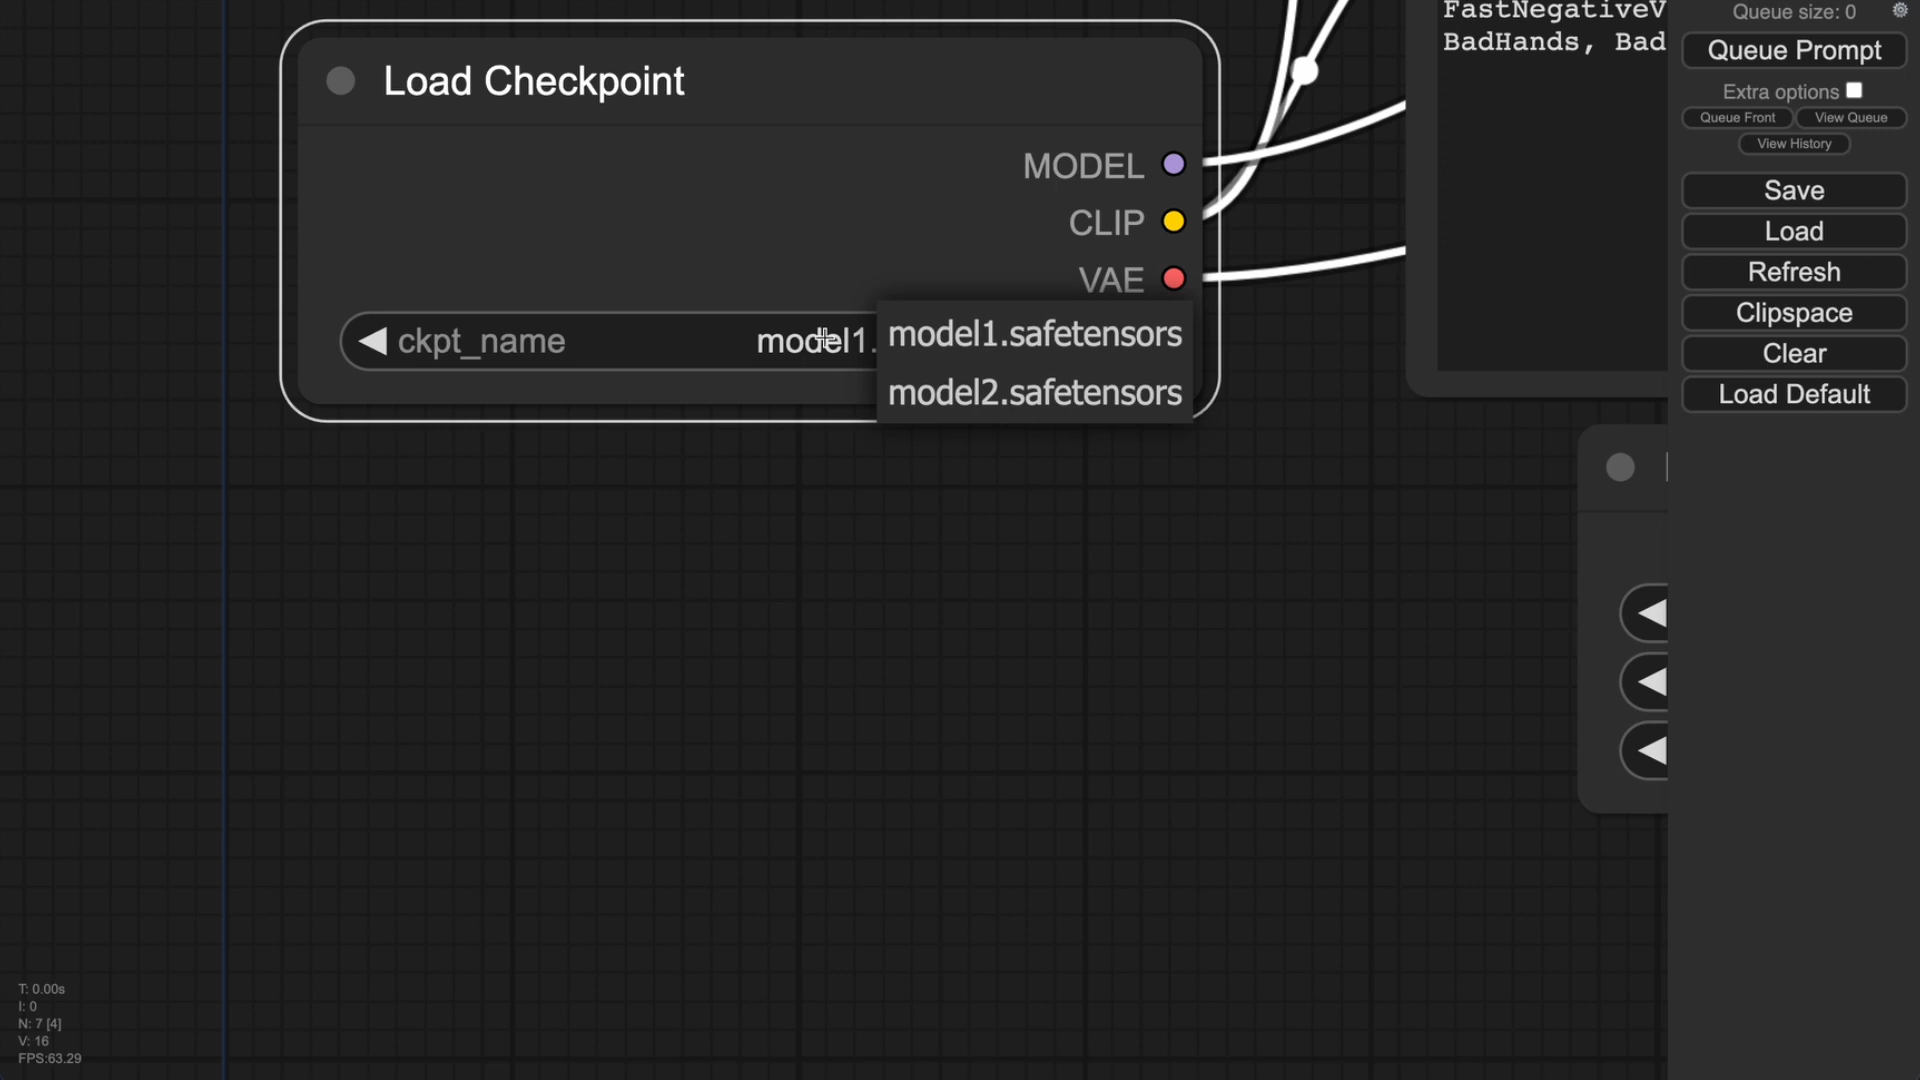 Load Checkpoint
MODEL
CLIP
VAE
ckpt_name
model1.
model1.safetensors
model2.safetensors
FastNegativeV
BadHands, Bad
Queue size: 0
Queue Prompt
Extra options
Queue Front
View Queue
View History
Save
Load
Refresh
Clipspace
Clear
Load Default
T: 0.00s
I: 0
N: 7 [4]
V: 16
FPS:63.29